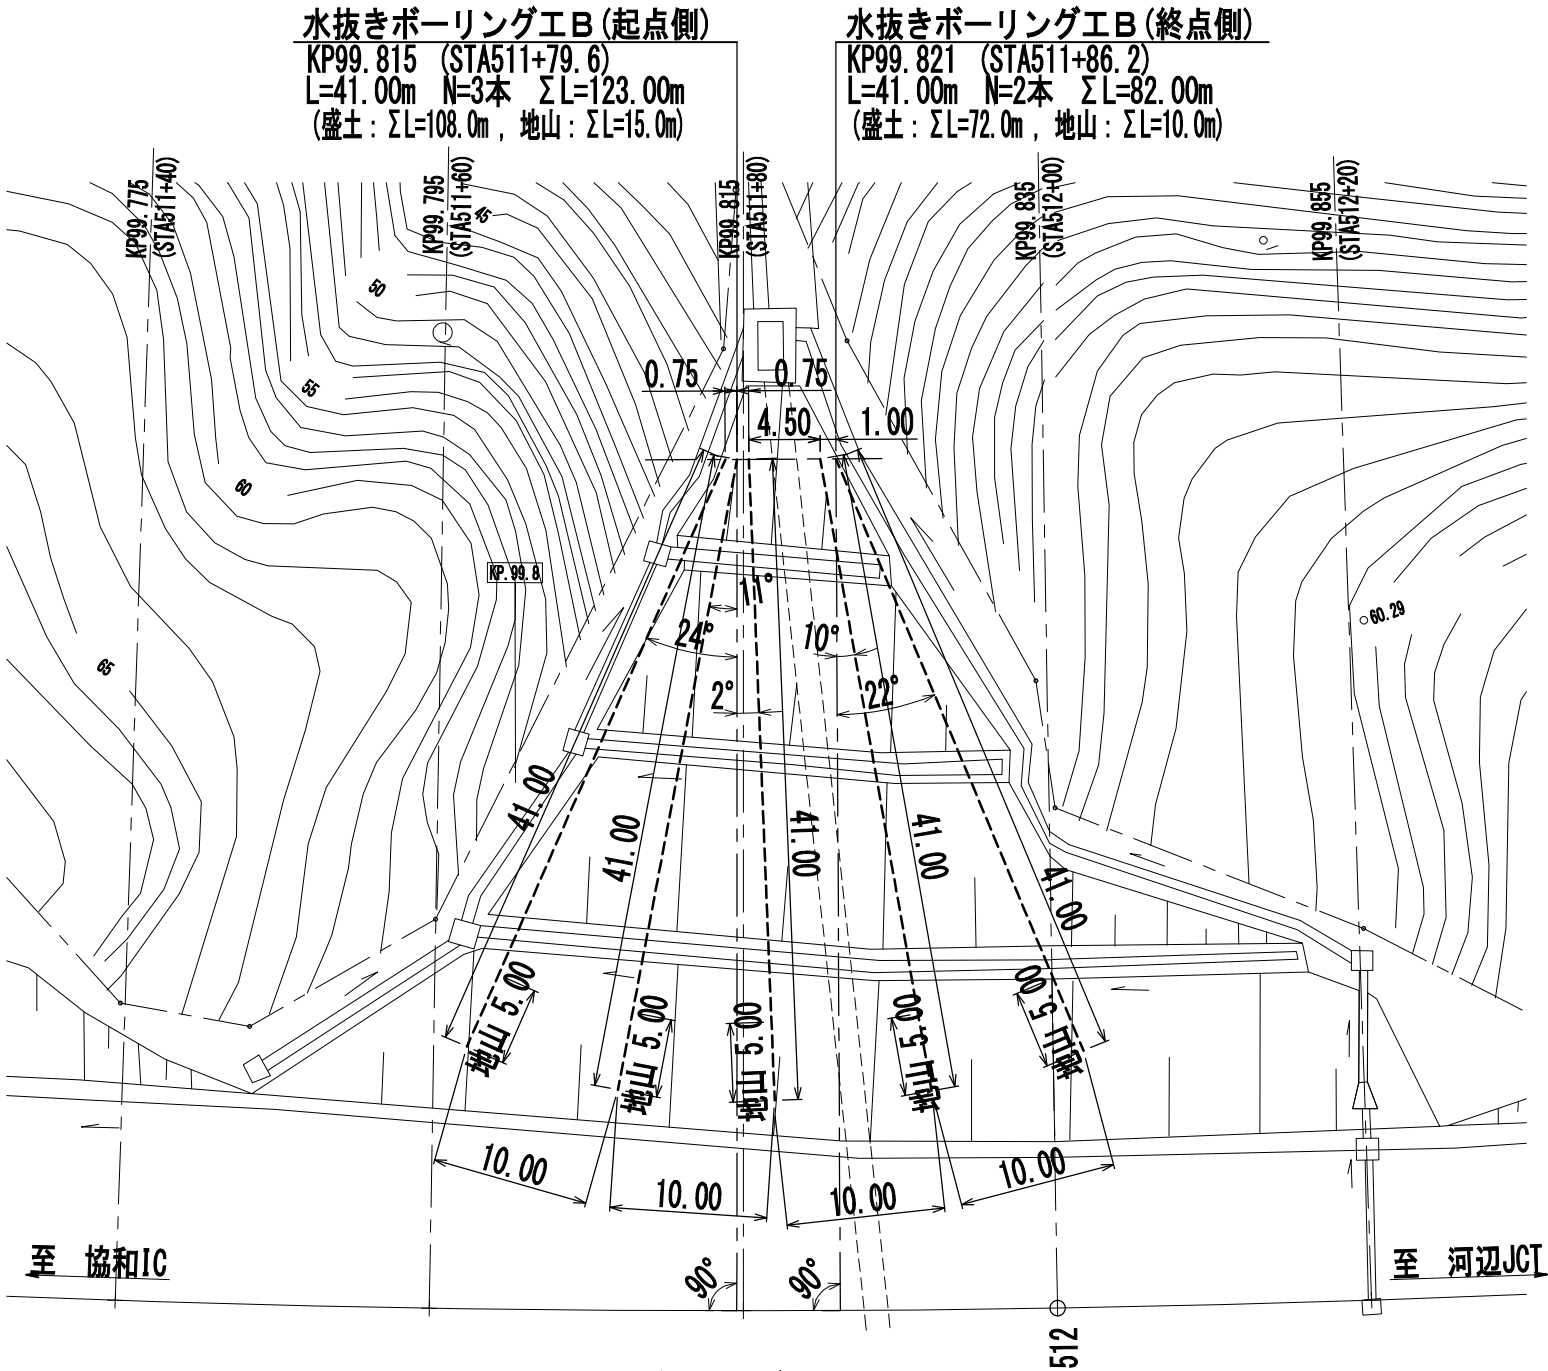 水抜きボーリング工B(起点側)
KP99.815 (STA511+79.6)
L=41.00m N=3本 ΣL=123.00m
(盛土：ΣL=108.0m，地山：ΣL=15.0m)
水抜きボーリング工B(終点側)
KP99.821 (STA511+86.2)
L=41.00m N=2本 ΣL=82.00m
(盛土：ΣL=72.0m，地山：ΣL=10.0m)
KP99.775
(STA511+40)
KP99.795
(STA511+60)
KP99.815
(STA511+80)
KP99.835
(STA512+00)
KP99.855
(STA512+20)
45
50
55
60
65
0.75
0.75
4.50
1.00
KP.99.8
60.29
11°
24°
10°
2°
22°
41.00
41.00
41.00
41.00
41.00
地山 5.00
地山 5.00
地山 5.00
地山 5.00
地山 5.00
10.00
10.00
10.00
10.00
90°
90°
至 協和IC
至 河辺JCT
512